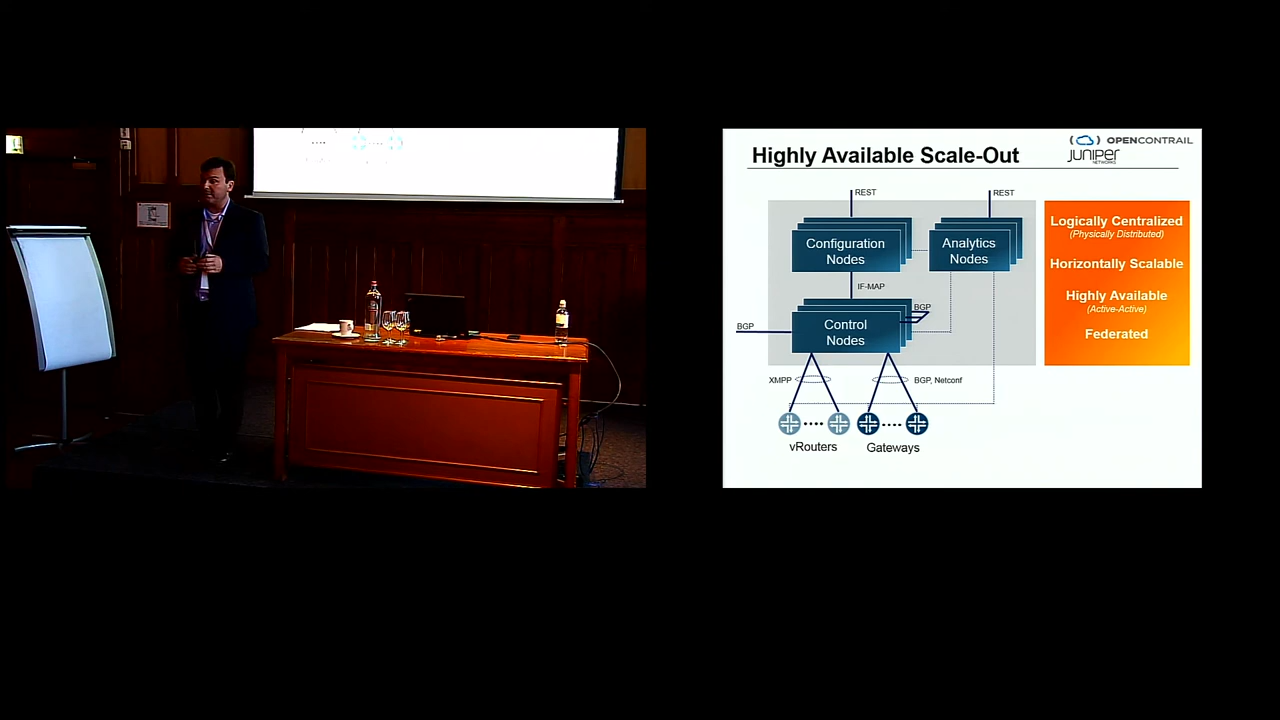 Highly Available Scale-Out
OPENCONTRAIL
JUNIPER
NETWORKS
REST
REST
Configuration
Nodes
Analytics
Nodes
IF-MAP
BGP
BGP
Control
Nodes
XMPP
BGP, Netconf
vRouters
Gateways
Logically Centralized
(Physically Distributed)
Horizontally Scalable
Highly Available
(Active-Active)
Federated